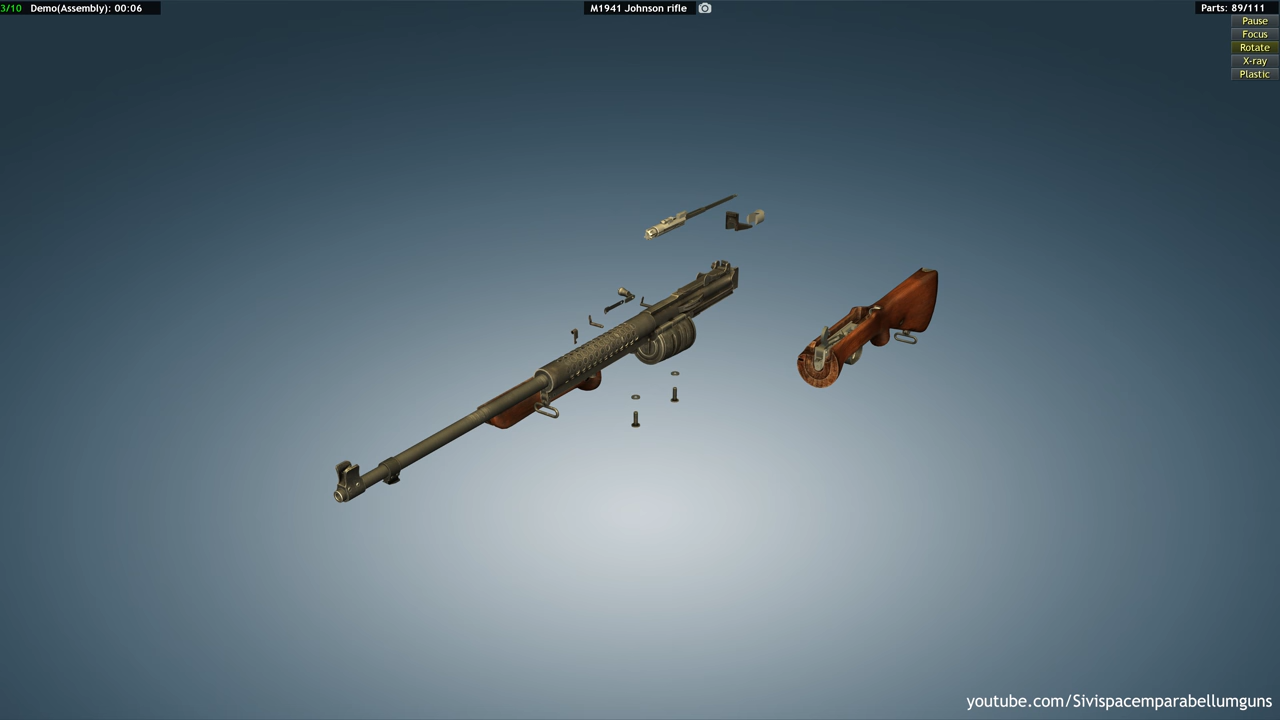 3/10 Demo(Assembly): 00:06
M1941 Johnson rifle
Parts: 89/111
Pause
Focus
Rotate
X-ray
Plastic
youtube.com/Sivispacemparabellumguns